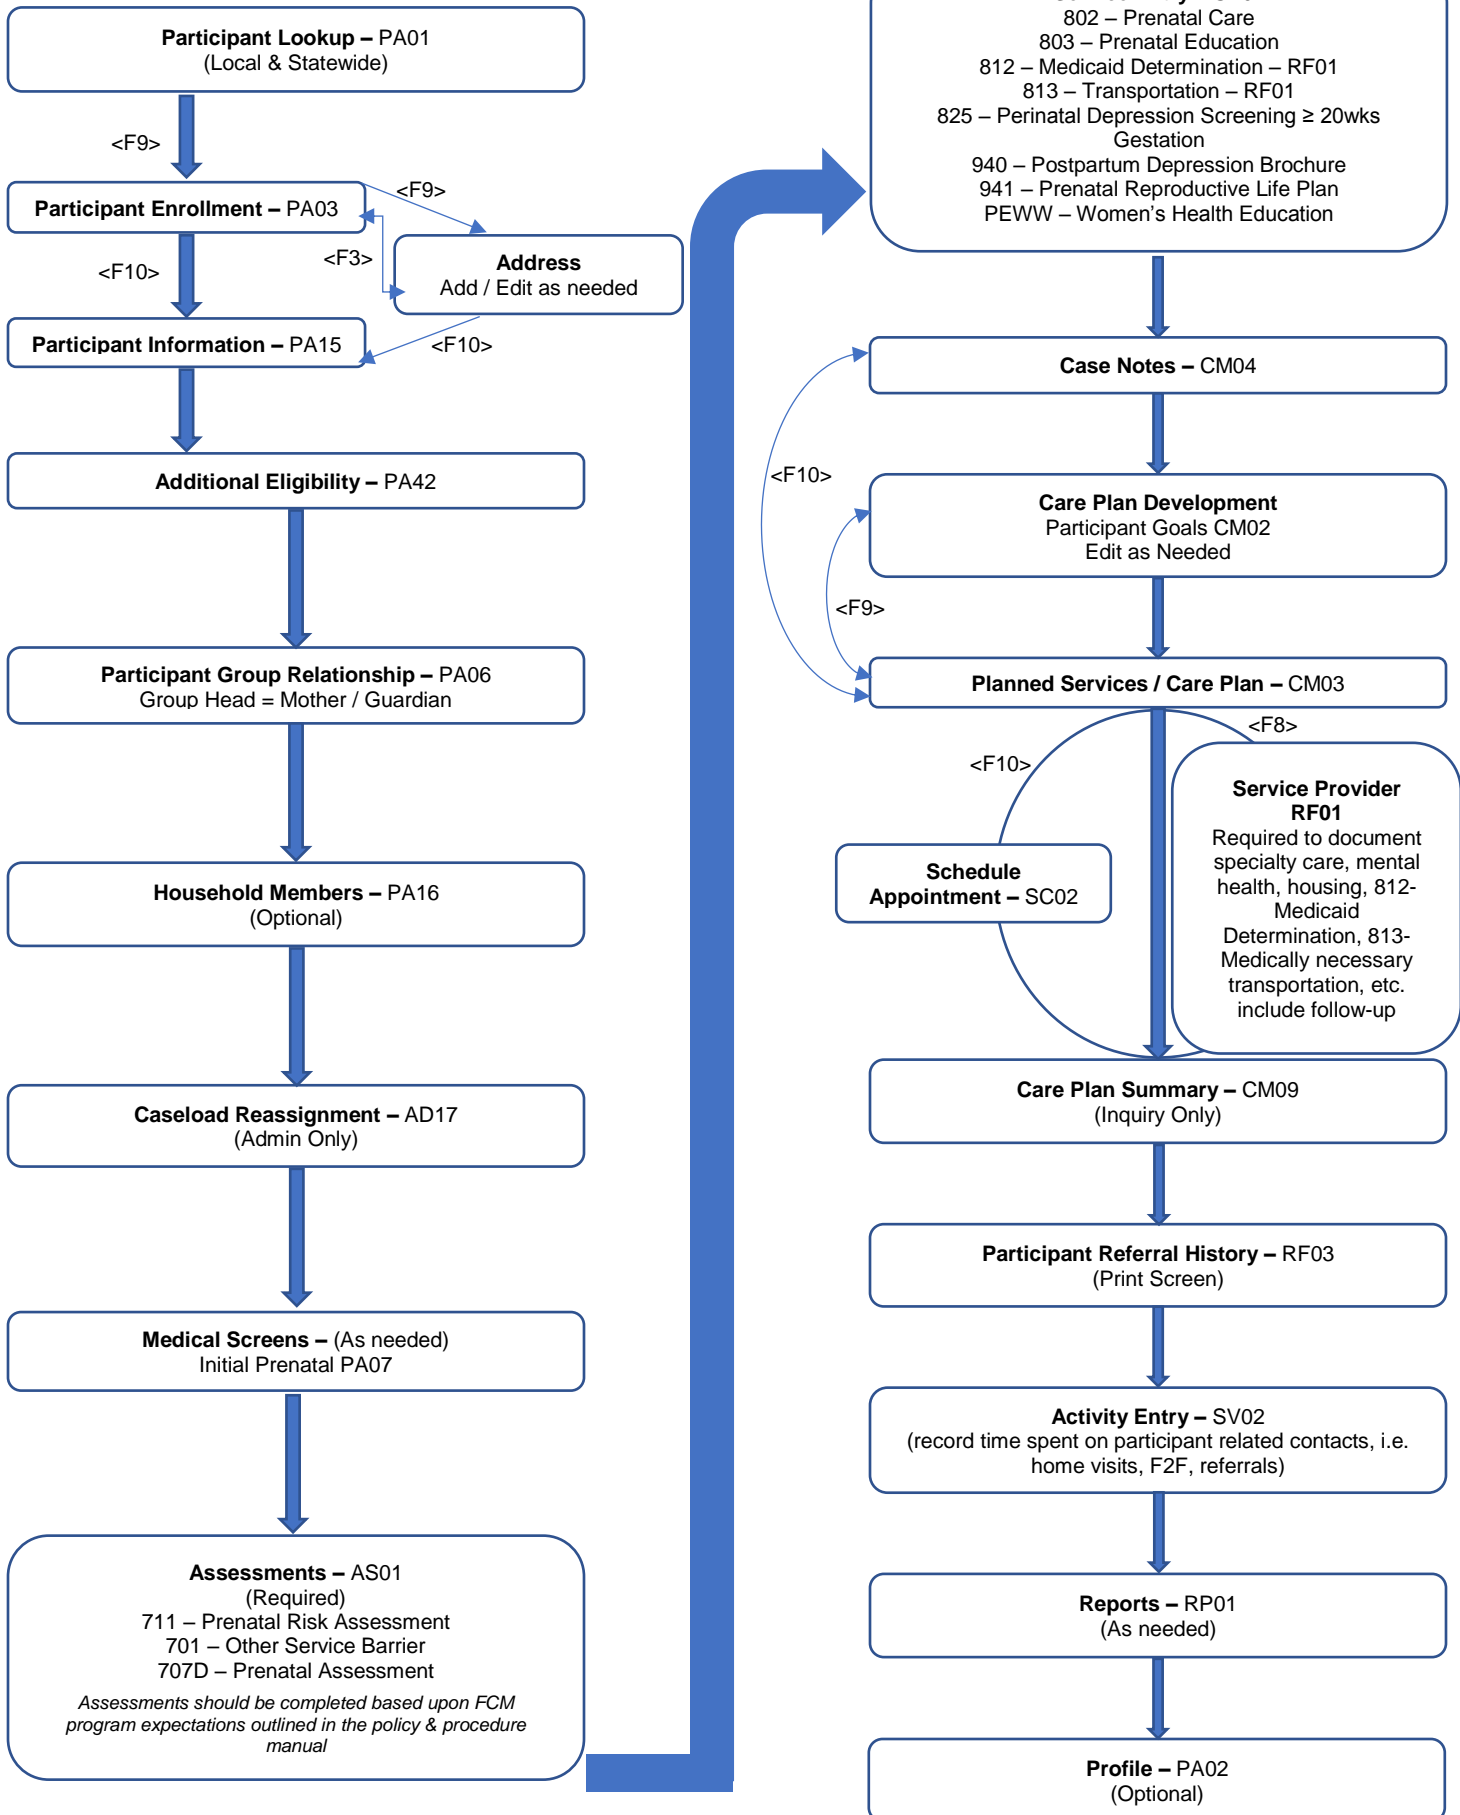 Participant Lookup – PA01
(Local & Statewide)
<F9>
Participant Enrollment – PA03
<F9>
<F3>
Address
Add / Edit as needed
<F10>
Participant Information – PA15
<F10>
Additional Eligibility – PA42
Participant Group Relationship – PA06
Group Head = Mother / Guardian
Household Members – PA16
(Optional)
Caseload Reassignment – AD17
(Admin Only)
Medical Screens – (As needed)
Initial Prenatal PA07
Assessments – AS01
(Required)
711 – Prenatal Risk Assessment
701 – Other Service Barrier
707D – Prenatal Assessment
Assessments should be completed based upon FCM
program expectations outlined in the policy & procedure
manual
802 – Prenatal Care
803 – Prenatal Education
812 – Medicaid Determination – RF01
813 – Transportation – RF01
825 – Perinatal Depression Screening ≥ 20wks
Gestation
940 – Postpartum Depression Brochure
941 – Prenatal Reproductive Life Plan
PEWW – Women’s Health Education
Case Notes – CM04
<F10>
Care Plan Development
Participant Goals CM02
Edit as Needed
<F9>
Planned Services / Care Plan – CM03
<F8>
<F10>
Schedule
Appointment – SC02
Service Provider
RF01
Required to document
specialty care, mental
health, housing, 812-
Medicaid
Determination, 813-
Medically necessary
transportation, etc.
include follow-up
Care Plan Summary – CM09
(Inquiry Only)
Participant Referral History – RF03
(Print Screen)
Activity Entry – SV02
(record time spent on participant related contacts, i.e.
home visits, F2F, referrals)
Reports – RP01
(As needed)
Profile – PA02
(Optional)